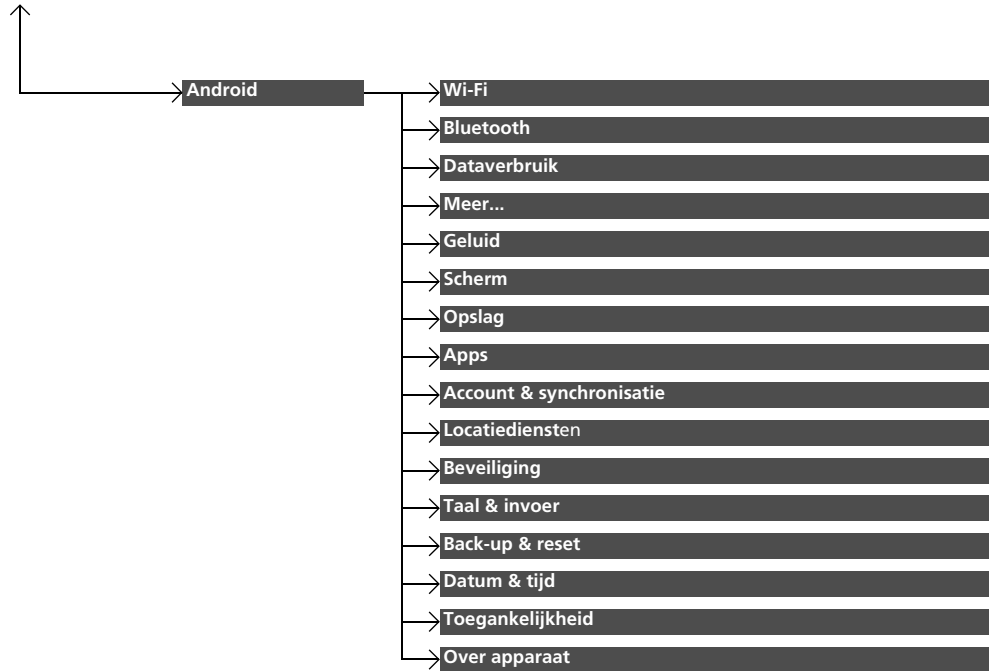 Android
Wi-Fi
Bluetooth
Dataverbruik
Meer...
Geluid
Scherm
Opslag
Apps
Account & synchronisatie
Locatiediensten
Beveiliging
Taal & invoer
Back-up & reset
Datum & tijd
Toegankelijkheid
Over apparaat